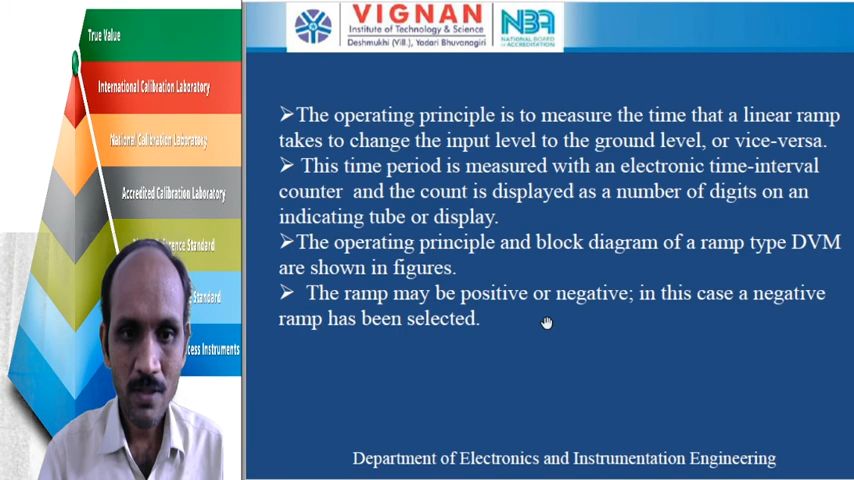 True Value
International Calibration Laboratory
National Calibration Laboratory
Accredited Calibration Laboratory
Standard
Standard
Instruments
VIGNAN
Institute of Technology & Science
Deshmukhi (Vill.), Yadari Bhuvanagiri
NBA
NATIONAL BOARD
OF ACCREDITATION
➢The operating principle is to measure the time that a linear ramp
takes to change the input level to the ground level, or vice-versa.
➢ This time period is measured with an electronic time-interval
counter and the count is displayed as a number of digits on an
indicating tube or display.
➢The operating principle and block diagram of a ramp type DVM
are shown in figures.
➢ The ramp may be positive or negative; in this case a negative
ramp has been selected.
Department of Electronics and Instrumentation Engineering